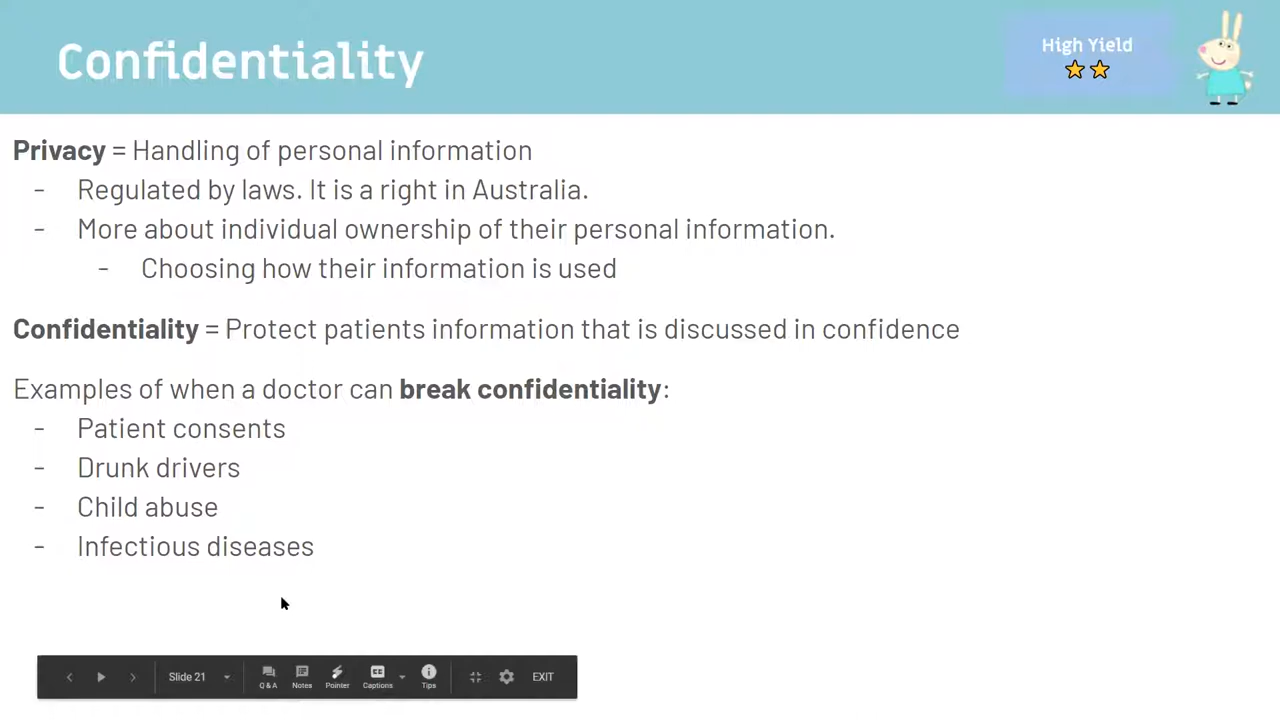 Confidentiality
High Yield
Privacy = Handling of personal information
- Regulated by laws. It is a right in Australia.
- More about individual ownership of their personal information.
- Choosing how their information is used
Confidentiality = Protect patients information that is discussed in confidence
Examples of when a doctor can break confidentiality:
- Patient consents
- Drunk drivers
- Child abuse
- Infectious diseases
Slide 21 Q & A Notes Pointer CC Captions Tips EXIT